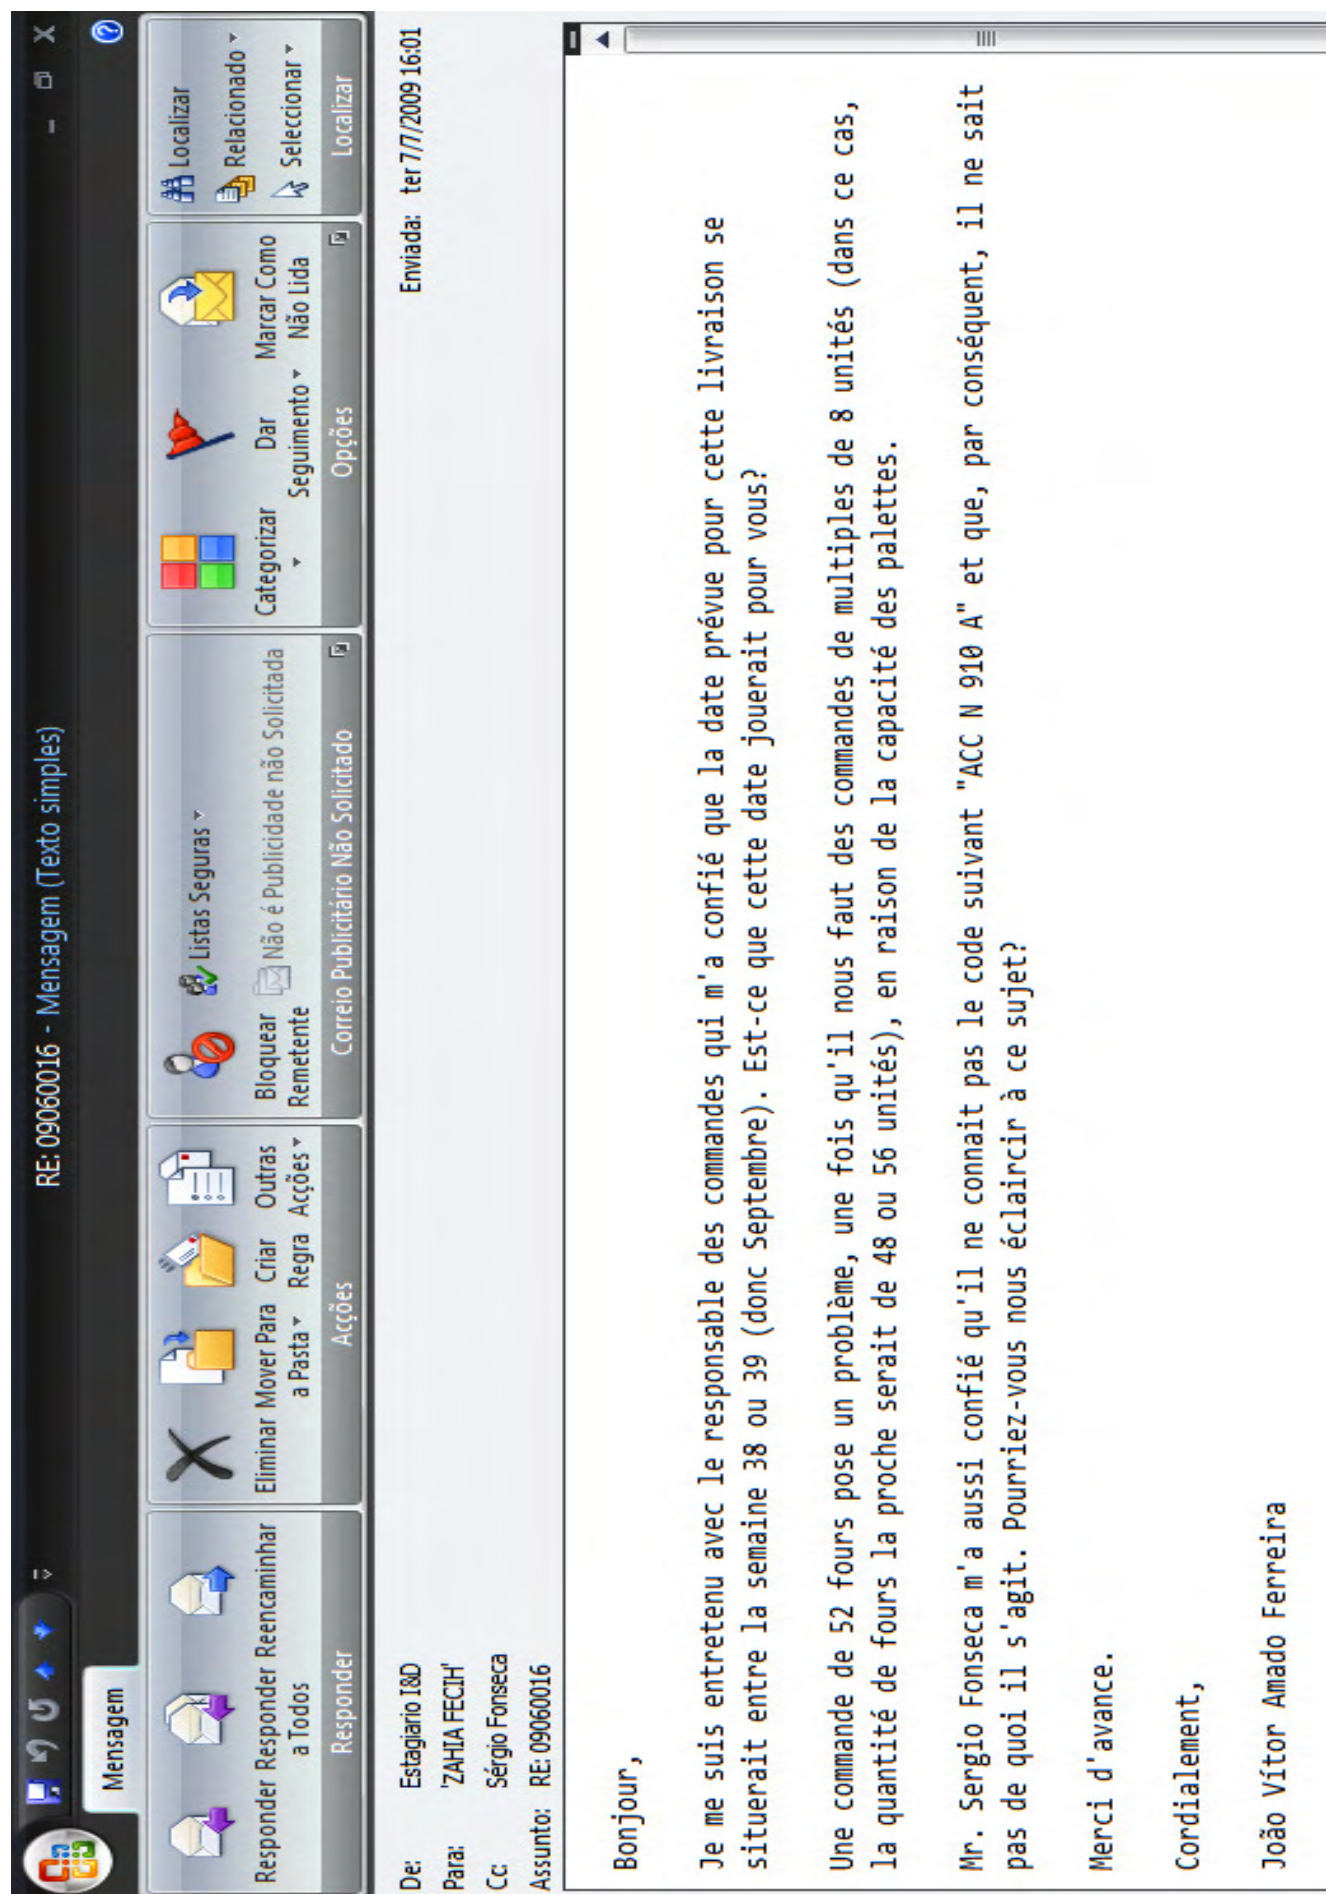 RE: 09060016 - Mensagem (Texto simples)
Mensagem
Responder
Responder a Todos
Reencaminhar
Responder
Eliminar
Mover Para a Pasta
Criar Regra
Outras Acções
Acções
Bloquear Remetente
Listas Seguras
Não é Publicidade não Solicitada
Correio Publicitário Não Solicitado
Categorizar
Dar Seguimento
Marcar Como Não Lida
Opções
Localizar
Relacionado
Seleccionar
Localizar
De: Estagiario I&D
Enviada: ter 7/7/2009 16:01
Para: 'ZAHIA FECIH'
Cc: Sérgio Fonseca
Assunto: RE: 09060016
Bonjour,
Je me suis entretenu avec le responsable des commandes qui m'a confié que la date prévue pour cette livraison se
situerait entre la semaine 38 ou 39 (donc Septembre). Est-ce que cette date jouerait pour vous?
Une commande de 52 fours pose un problème, une fois qu'il nous faut des commandes de multiples de 8 unités (dans ce cas,
la quantité de fours la proche serait de 48 ou 56 unités), en raison de la capacité des palettes.
Mr. Sergio Fonseca m'a aussi confié qu'il ne connait pas le code suivant "ACC N 910 A" et que, par conséquent, il ne sait
pas de quoi il s'agit. Pourriez-vous nous éclaircir à ce sujet?
Merci d'avance.
Cordialement,
João Vítor Amado Ferreira